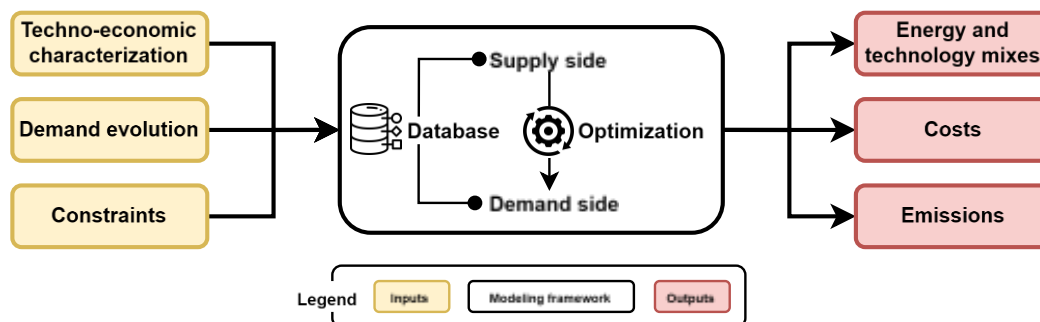 Techno-economic
characterization
Demand evolution
Constraints
Supply side
Database
Optimization
Demand side
Energy and
technology mixes
Costs
Emissions
Legend
Inputs
Modeling framework
Outputs